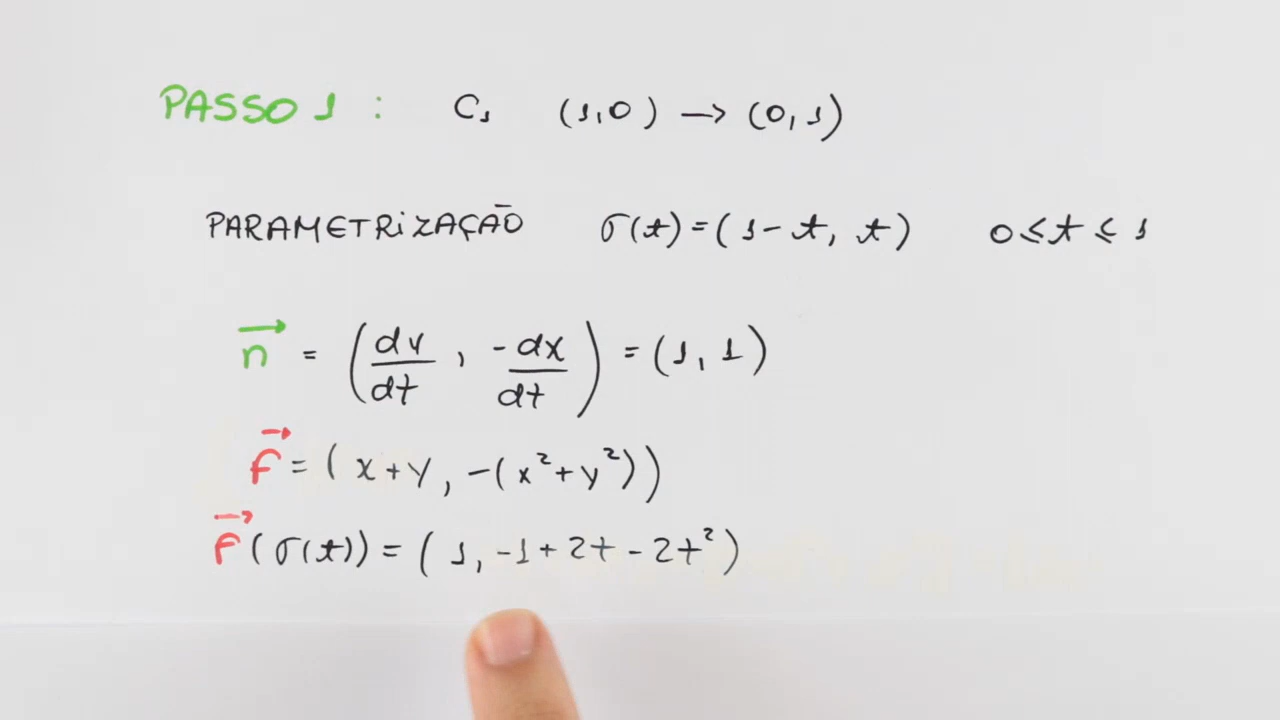 PASSO 1 : C₁ (1,0) → (0,1)
PARAMETRiZAÇÃO σ(t)=(1-t, t) 0≤t≤1
n⃗ = (dy/dt , -dx/dt) = (1, 1)
F⃗ = (x+y, -(x²+y²))
F⃗(σ(t)) = (1, -1+2t-2t²)